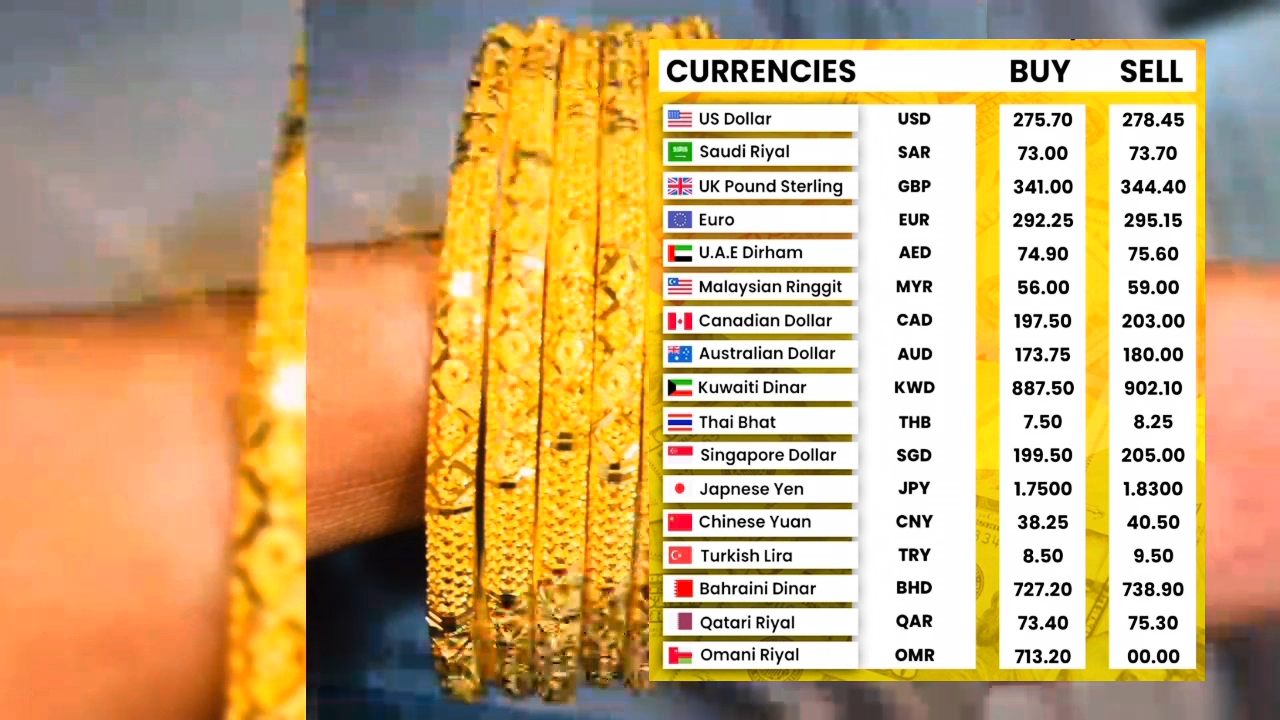 CURRENCIES BUY SELL
US Dollar USD 275.70 278.45
Saudi Riyal SAR 73.00 73.70
UK Pound Sterling GBP 341.00 344.40
Euro EUR 292.25 295.15
U.A.E Dirham AED 74.90 75.60
Malaysian Ringgit MYR 56.00 59.00
Canadian Dollar CAD 197.50 203.00
Australian Dollar AUD 173.75 180.00
Kuwaiti Dinar KWD 887.50 902.10
Thai Bhat THB 7.50 8.25
Singapore Dollar SGD 199.50 205.00
Japnese Yen JPY 1.7500 1.8300
Chinese Yuan CNY 38.25 40.50
Turkish Lira TRY 8.50 9.50
Bahraini Dinar BHD 727.20 738.90
Qatari Riyal QAR 73.40 75.30
Omani Riyal OMR 713.20 00.00